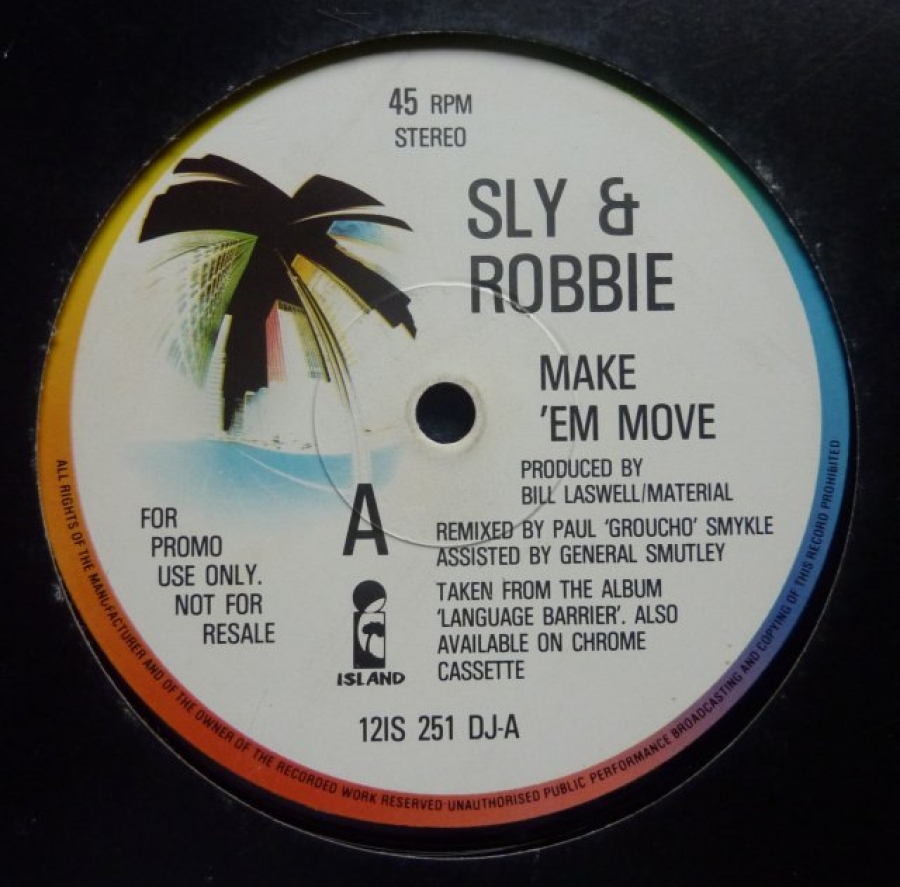 45 RPM
STEREO
SLY &
ROBBIE
MAKE
'EM MOVE
PRODUCED BY
BILL LASWELL/MATERIAL
REMIXED BY PAUL 'GROUCHO' SMYKLE
ASSISTED BY GENERAL SMUTLEY
TAKEN FROM THE ALBUM
'LANGUAGE BARRIER'. ALSO
AVAILABLE ON CHROME
CASSETTE
A
FOR
PROMO
USE ONLY.
NOT FOR
RESALE
ISLAND
12IS 251 DJ-A
ALL RIGHTS OF THE MANUFACTURER AND OF THE OWNER OF THE RECORDED WORK RESERVED·UNAUTHORISED PUBLIC PERFORMANCE BROADCASTING AND COPYING OF THIS RECORD PROHIBITED